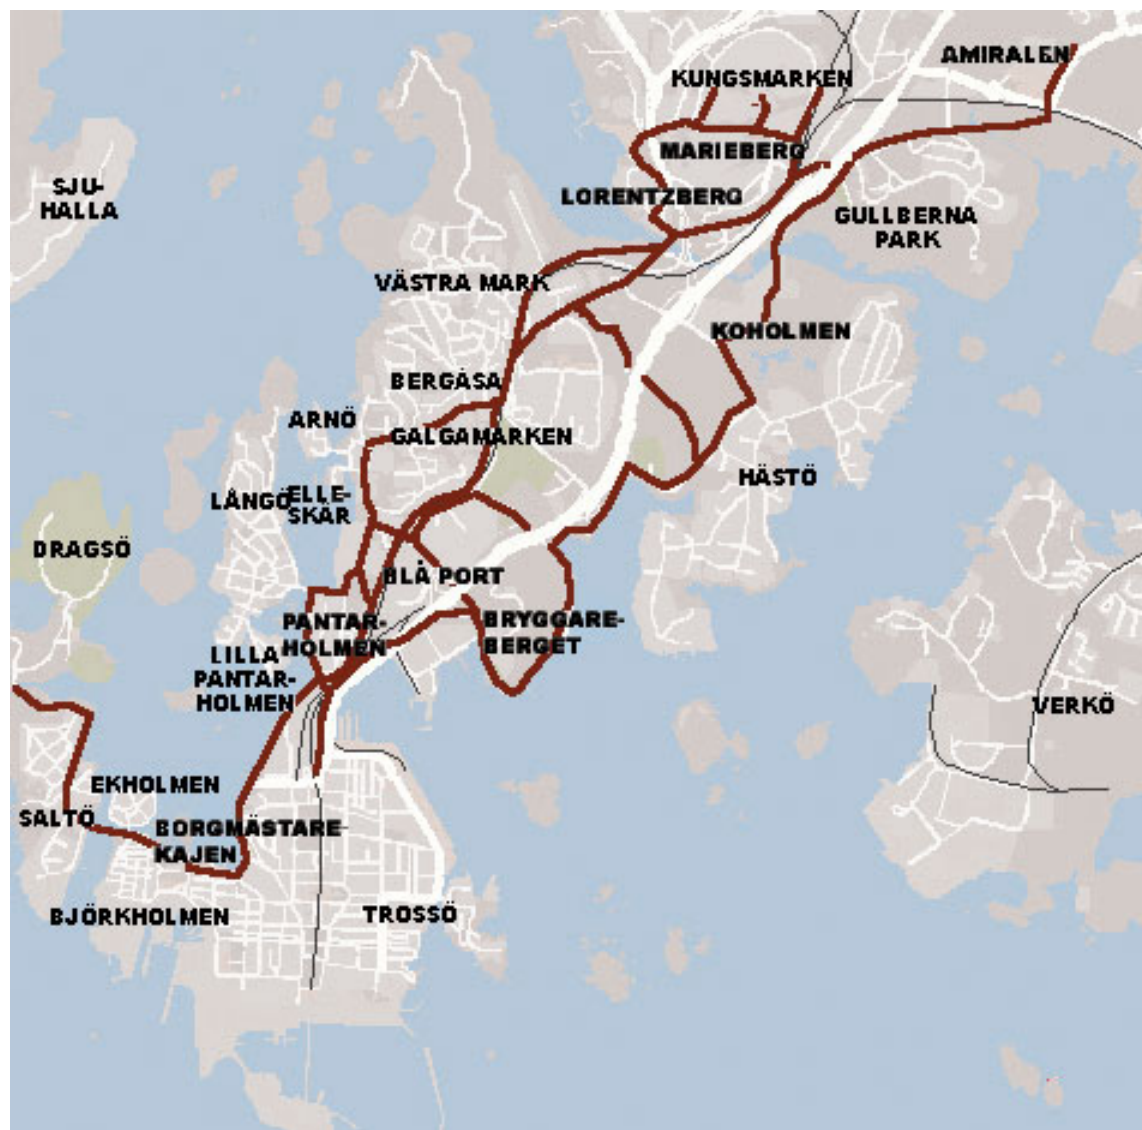 AMIRALEN
KUNGSMARKEN
MARIEBERG
SJU-
HALLA
LORENTZBERG
GULLBERNA
PARK
VÄSTRA MARK
KOHOLMEN
BERGÅSA
ARNÖ
GALGAMARKEN
HÄSTÖ
LÅNGÖ
ELLE-
SKÄR
DRAGSÖ
BLÅ PORT
PANTAR-
HOLMEN
BRYGGARE-
BERGET
LILLA
PANTAR-
HOLMEN
VERKÖ
EKHOLMEN
SALTÖ
BORGMÄSTARE-
KAJEN
BJÖRKHOLMEN
TROSSÖ